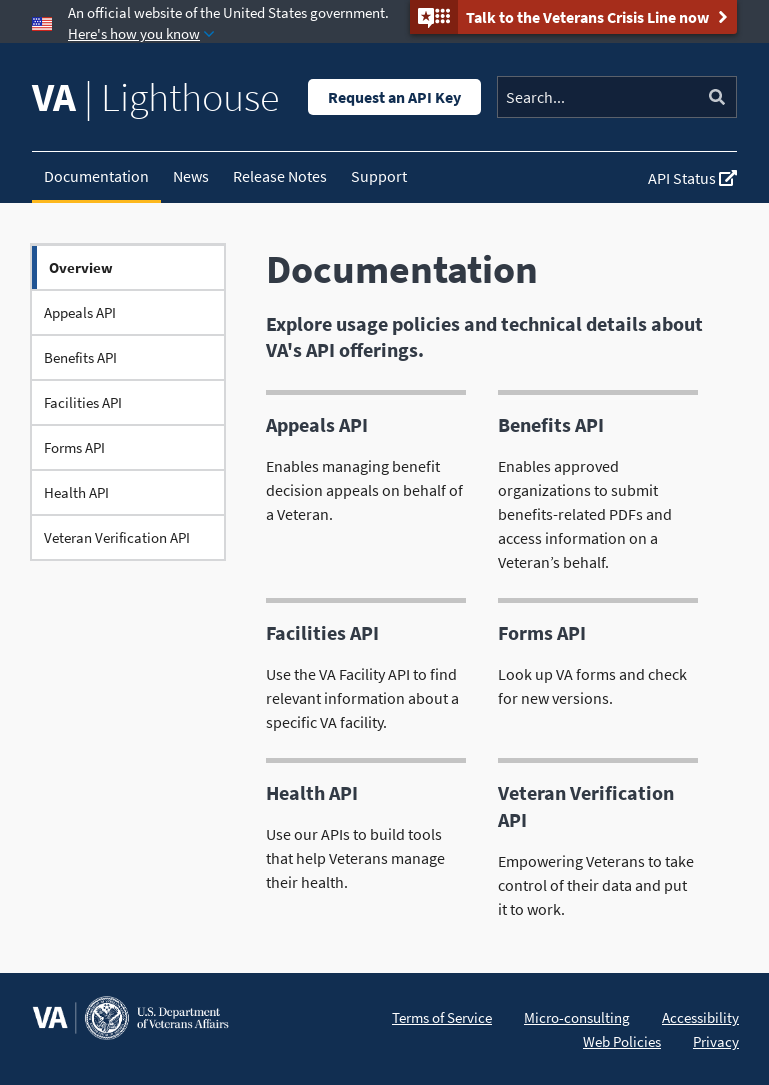 An official website of the United States government.
Here's how you know
Talk to the Veterans Crisis Line now
VA | Lighthouse
Request an API Key
Search...
Documentation
News
Release Notes
Support
API Status
Overview
Appeals API
Benefits API
Facilities API
Forms API
Health API
Veteran Verification API
Documentation
Explore usage policies and technical details about
VA's API offerings.
Appeals API
Enables managing benefit
decision appeals on behalf of
a Veteran.
Benefits API
Enables approved
organizations to submit
benefits-related PDFs and
access information on a
Veteran’s behalf.
Facilities API
Use the VA Facility API to find
relevant information about a
specific VA facility.
Forms API
Look up VA forms and check
for new versions.
Health API
Use our APIs to build tools
that help Veterans manage
their health.
Veteran Verification
API
Empowering Veterans to take
control of their data and put
it to work.
VA
U.S. Department
of Veterans Affairs
Terms of Service
Micro-consulting
Accessibility
Web Policies
Privacy